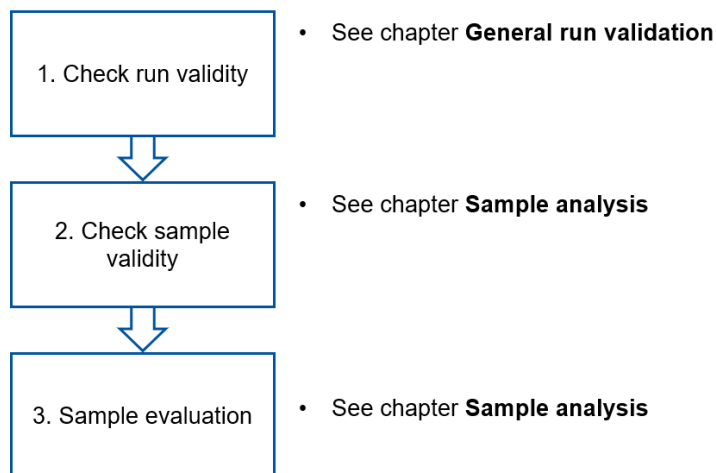 1. Check run validity
• See chapter General run validation
2. Check sample
validity
• See chapter Sample analysis
3. Sample evaluation
• See chapter Sample analysis